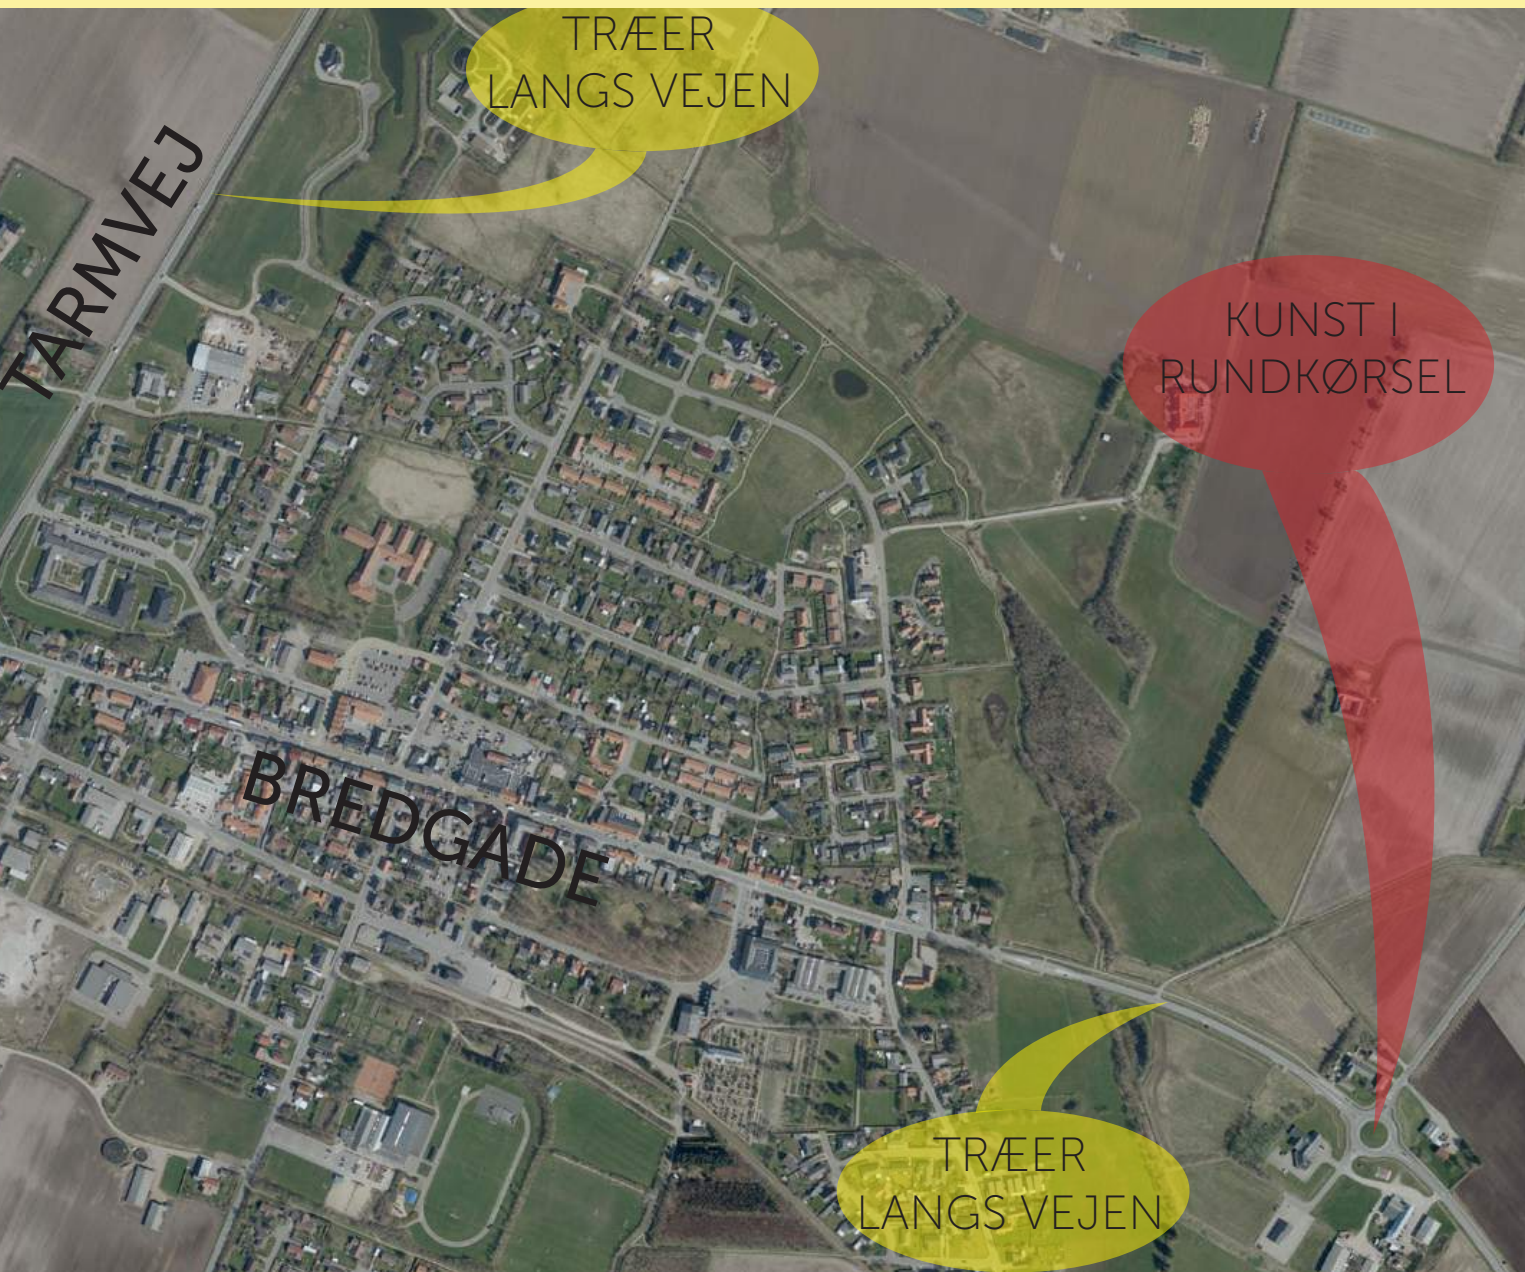 TRÆER
LANGS VEJEN
TARMVEJ
KUNST I
RUNDKØRSEL
BREDGADE
TRÆER
LANGS VEJEN